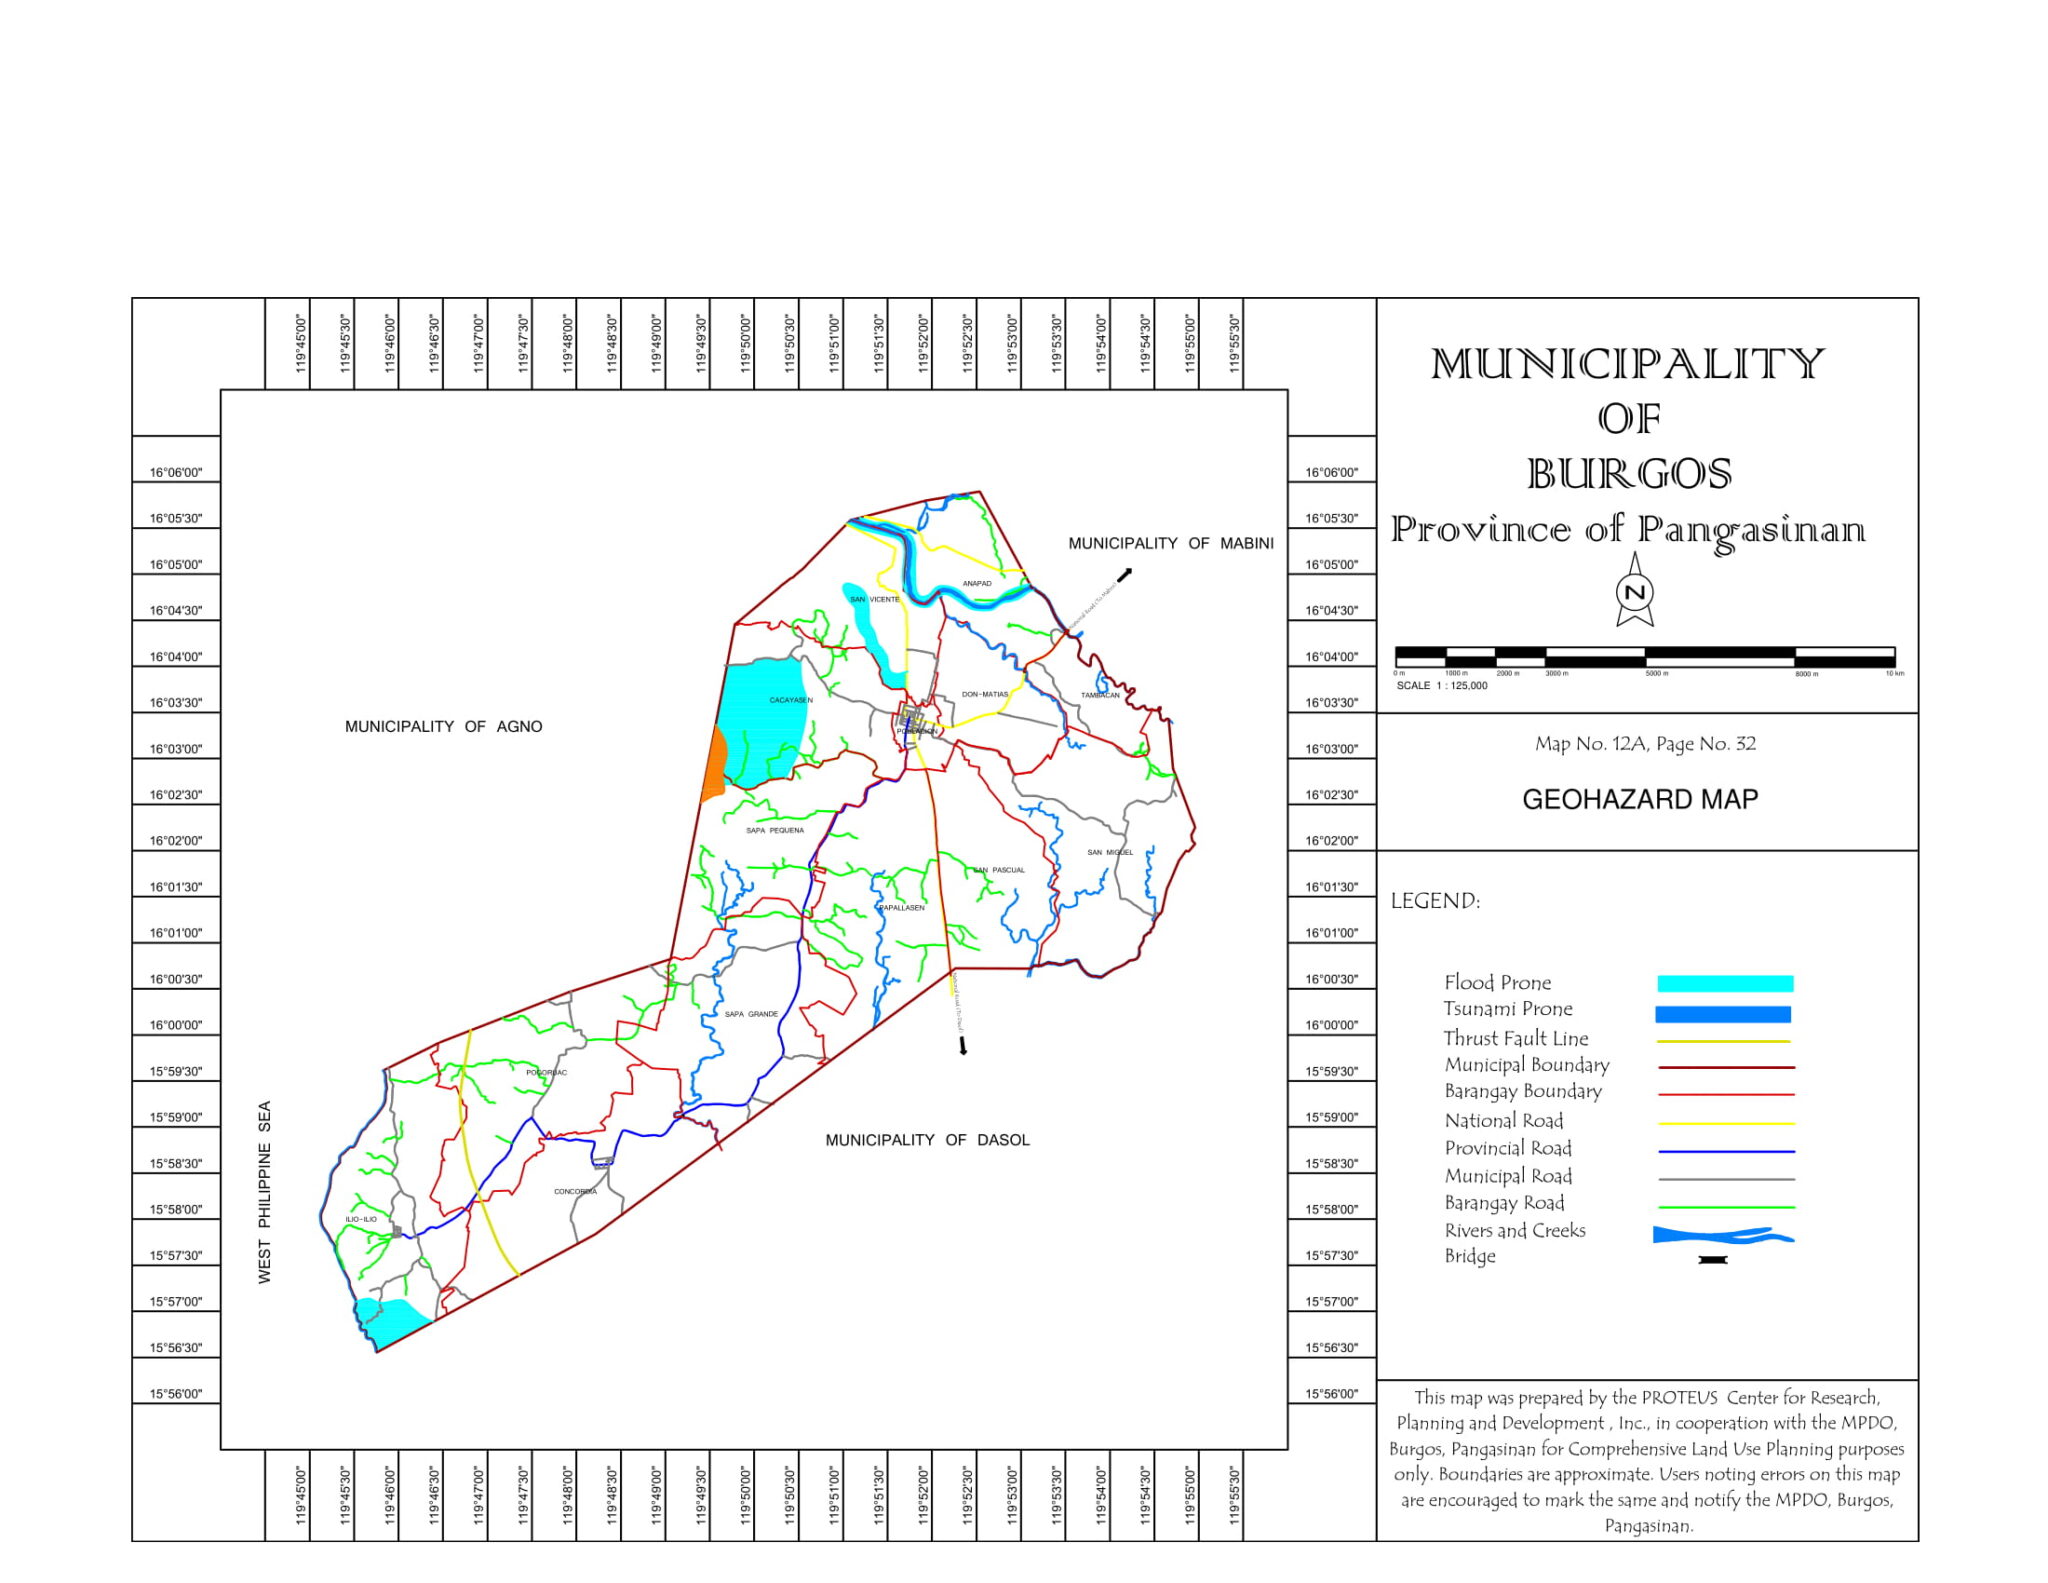 119°45'00"
119°45'30"
119°46'00"
119°46'30"
119°47'00"
119°47'30"
119°48'00"
119°48'30"
119°49'00"
119°49'30"
119°50'00"
119°50'30"
119°51'00"
119°51'30"
119°52'00"
119°52'30"
119°53'00"
119°53'30"
119°54'00"
119°54'30"
119°55'00"
119°55'30"
16°06'00"
16°05'30"
16°05'00"
16°04'30"
16°04'00"
16°03'30"
16°03'00"
16°02'30"
16°02'00"
16°01'30"
16°01'00"
16°00'30"
16°00'00"
15°59'30"
15°59'00"
15°58'30"
15°58'00"
15°57'30"
15°57'00"
15°56'30"
15°56'00"
MUNICIPALITY OF MABINI
National Road (To Mabini)
ANAPAD
SAN VICENTE
CACAYASEN
DON-MATIAS
TAMBACAN
POBLACION
MUNICIPALITY OF AGNO
SAPA PEQUENA
SAN MIGUEL
SAN PASCUAL
PAPALLASEN
SAPA GRANDE
National Road (To Dasol)
POGORUAC
MUNICIPALITY OF DASOL
CONCORDIA
ILIO-ILIO
WEST PHILIPPINE SEA
16°06'00"
16°05'30"
16°05'00"
16°04'30"
16°04'00"
16°03'30"
16°03'00"
16°02'30"
16°02'00"
16°01'30"
16°01'00"
16°00'30"
16°00'00"
15°59'30"
15°59'00"
15°58'30"
15°58'00"
15°57'30"
15°57'00"
15°56'30"
15°56'00"
119°45'00"
119°45'30"
119°46'00"
119°46'30"
119°47'00"
119°47'30"
119°48'00"
119°48'30"
119°49'00"
119°49'30"
119°50'00"
119°50'30"
119°51'00"
119°51'30"
119°52'00"
119°52'30"
119°53'00"
119°53'30"
119°54'00"
119°54'30"
119°55'00"
119°55'30"
MUNICIPALITY
OF
BURGOS
Province of Pangasinan
N
0 m 1000 m 2000 m 3000 m 5000 m 8000 m 10 km
SCALE 1 : 125,000
Map No. 12A, Page No. 32
GEOHAZARD MAP
LEGEND:
Flood Prone
Tsunami Prone
Thrust Fault Line
Municipal Boundary
Barangay Boundary
National Road
Provincial Road
Municipal Road
Barangay Road
Rivers and Creeks
Bridge
This map was prepared by the PROTEUS Center for Research,
Planning and Development , Inc., in cooperation with the MPDO,
Burgos, Pangasinan for Comprehensive Land Use Planning purposes
only. Boundaries are approximate. Users noting errors on this map
are encouraged to mark the same and notify the MPDO, Burgos,
Pangasinan.